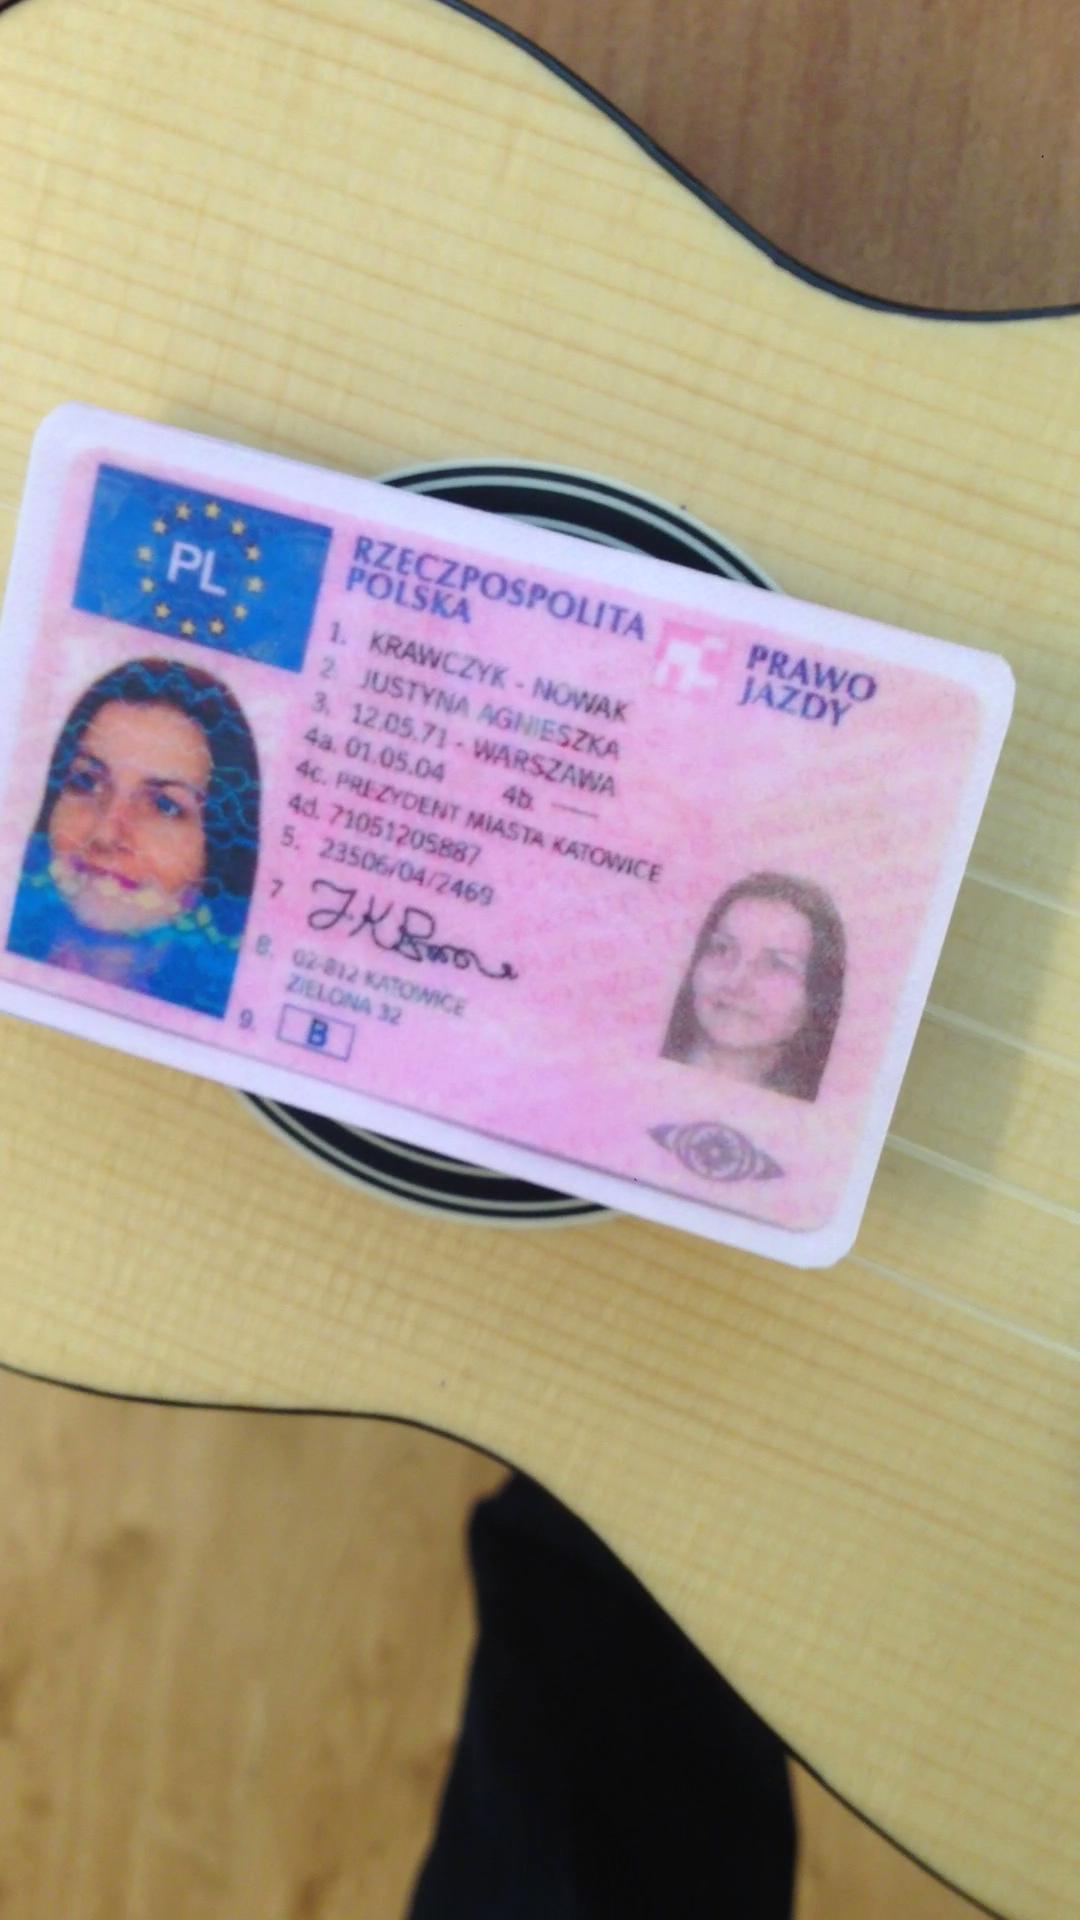 PL
RZECZPOSPOLITA
POLSKA
PRAWO
JAZDY
1. KRAWCZYK - NOWAK
2 JUSTYNA AGNIESZKA
3. 12.05.71 - WARSZAWA
4a. 01.05.04 4b. ——
4c. PREZYDENT MIASTA KATOWICE
4d. 71051205887
5. 23506/04/2469
7
8. 02-812 KATOWICE
ZIELONA 32
9. B